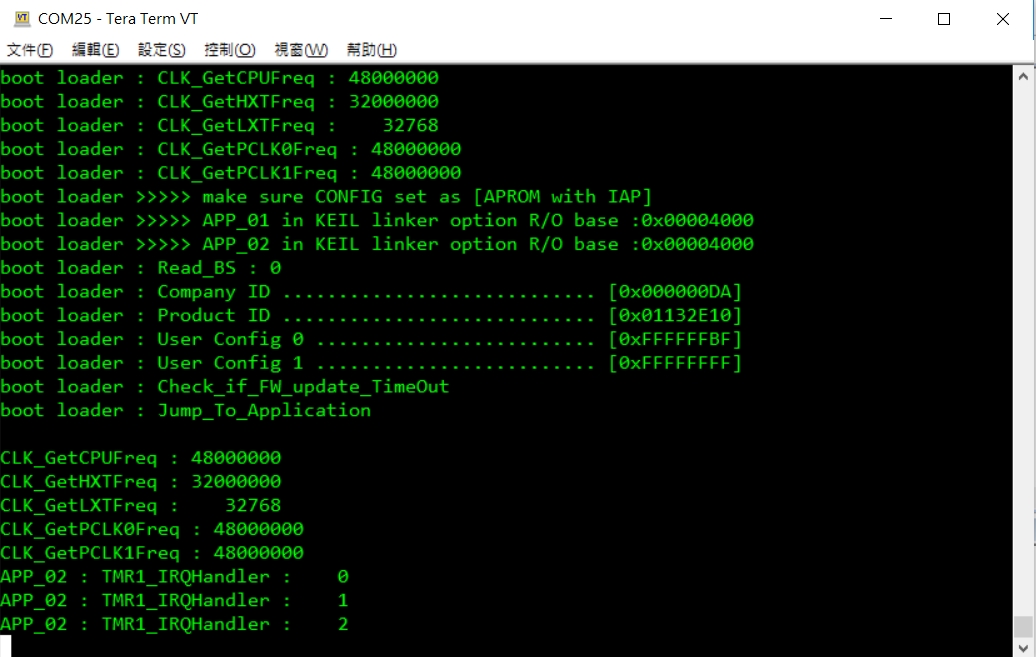 COM25 - Tera Term VT
文件(F) 編輯(E) 設定(S) 控制(O) 視窗(W) 幫助(H)
boot loader : CLK_GetCPUFreq : 48000000
boot loader : CLK_GetHXTFreq : 32000000
boot loader : CLK_GetLXTFreq :    32768
boot loader : CLK_GetPCLK0Freq : 48000000
boot loader : CLK_GetPCLK1Freq : 48000000
boot loader >>>>> make sure CONFIG set as [APROM with IAP]
boot loader >>>>> APP_01 in KEIL linker option R/O base :0x00004000
boot loader >>>>> APP_02 in KEIL linker option R/O base :0x00004000
boot loader : Read_BS : 0
boot loader : Company ID ............................ [0x000000DA]
boot loader : Product ID ............................ [0x01132E10]
boot loader : User Config 0 ......................... [0xFFFFFFBF]
boot loader : User Config 1 ......................... [0xFFFFFFFF]
boot loader : Check_if_FW_update_TimeOut
boot loader : Jump_To_Application
CLK_GetCPUFreq : 48000000
CLK_GetHXTFreq : 32000000
CLK_GetLXTFreq :    32768
CLK_GetPCLK0Freq : 48000000
CLK_GetPCLK1Freq : 48000000
APP_02 : TMR1_IRQHandler :    0
APP_02 : TMR1_IRQHandler :    1
APP_02 : TMR1_IRQHandler :    2